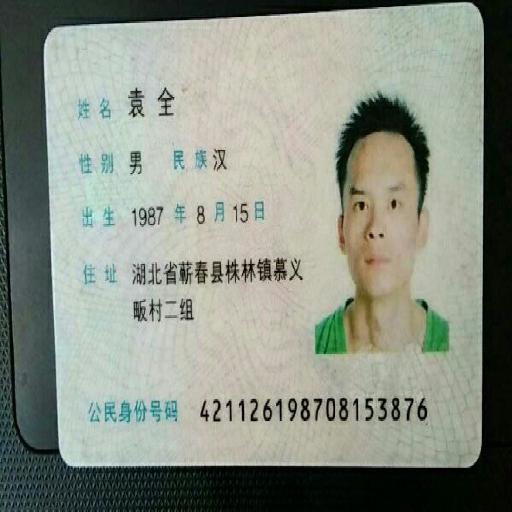 姓名 袁全
性别 男 民族 汉
出生 1987 年 8 月 15 日
住址 湖北省蕲春县株林镇慕义
畈村二组
公民身份号码 421126198708153876